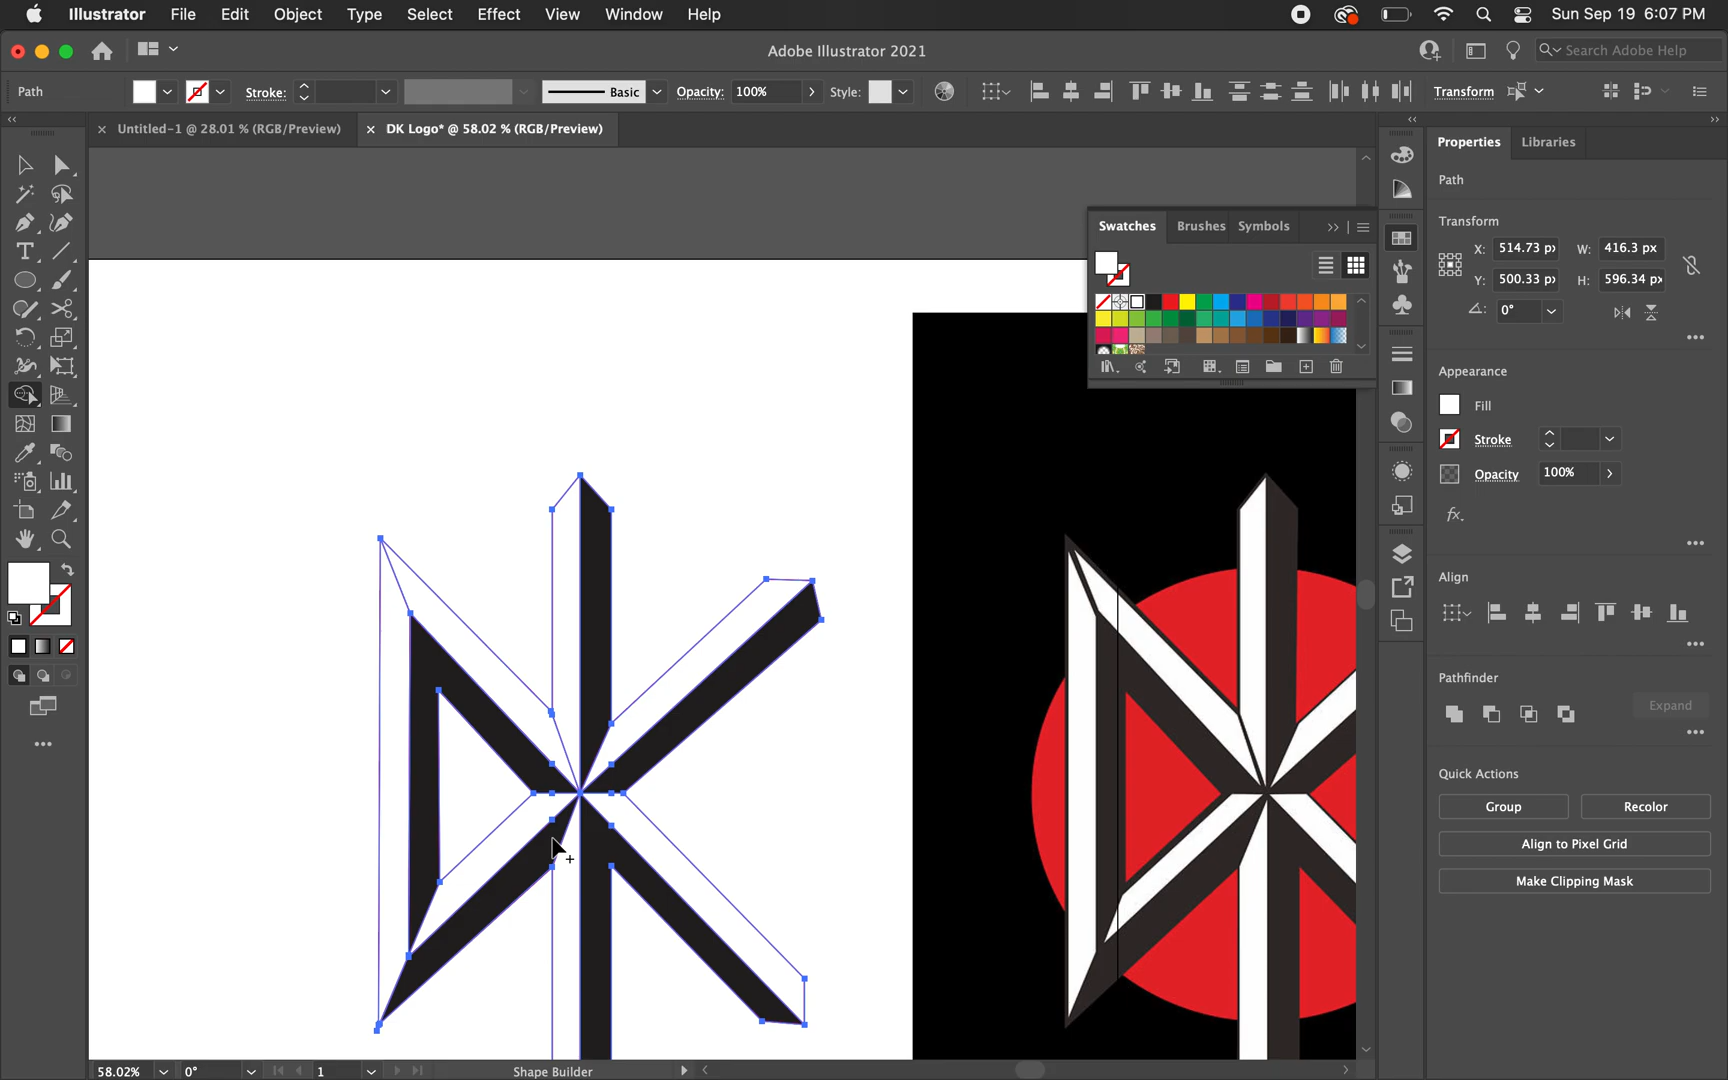 Illustrator File Edit Object Type Select Effect View Window Help Sun Sep 19 6:07 PM
Adobe Illustrator 2021 Search Adobe Help
Path Stroke: Basic Opacity: 100% Style: Transform
Untitled-1 @ 28.01 % (RGB/Preview) DK Logo* @ 58.02 % (RGB/Preview)
Properties Libraries
Path
Transform
X: 514.73 px W: 416.3 px
Y: 500.33 px H: 596.34 px
0°
Swatches Brushes Symbols
Appearance
Fill
Stroke
Opacity 100%
fx.
Align
Pathfinder
Expand
Quick Actions
Group Recolor
Align to Pixel Grid
Make Clipping Mask
58.02% 0° 1 Shape Builder